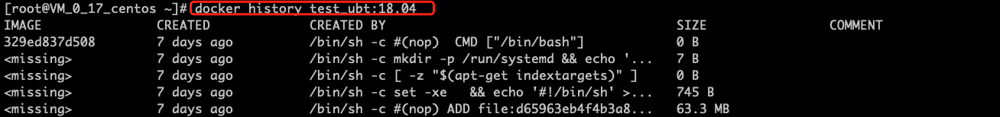 [root@VM_0_17_centos ~]# docker history test_ubt:18.04
IMAGE CREATED CREATED BY SIZE COMMENT
329ed837d508 7 days ago /bin/sh -c #(nop)  CMD ["/bin/bash"] 0 B
<missing> 7 days ago /bin/sh -c mkdir -p /run/systemd && echo '... 7 B
<missing> 7 days ago /bin/sh -c [ -z "$(apt-get indextargets)" ] 0 B
<missing> 7 days ago /bin/sh -c set -xe   && echo '#!/bin/sh' >... 745 B
<missing> 7 days ago /bin/sh -c #(nop) ADD file:d65963eb4f4b3a8... 63.3 MB